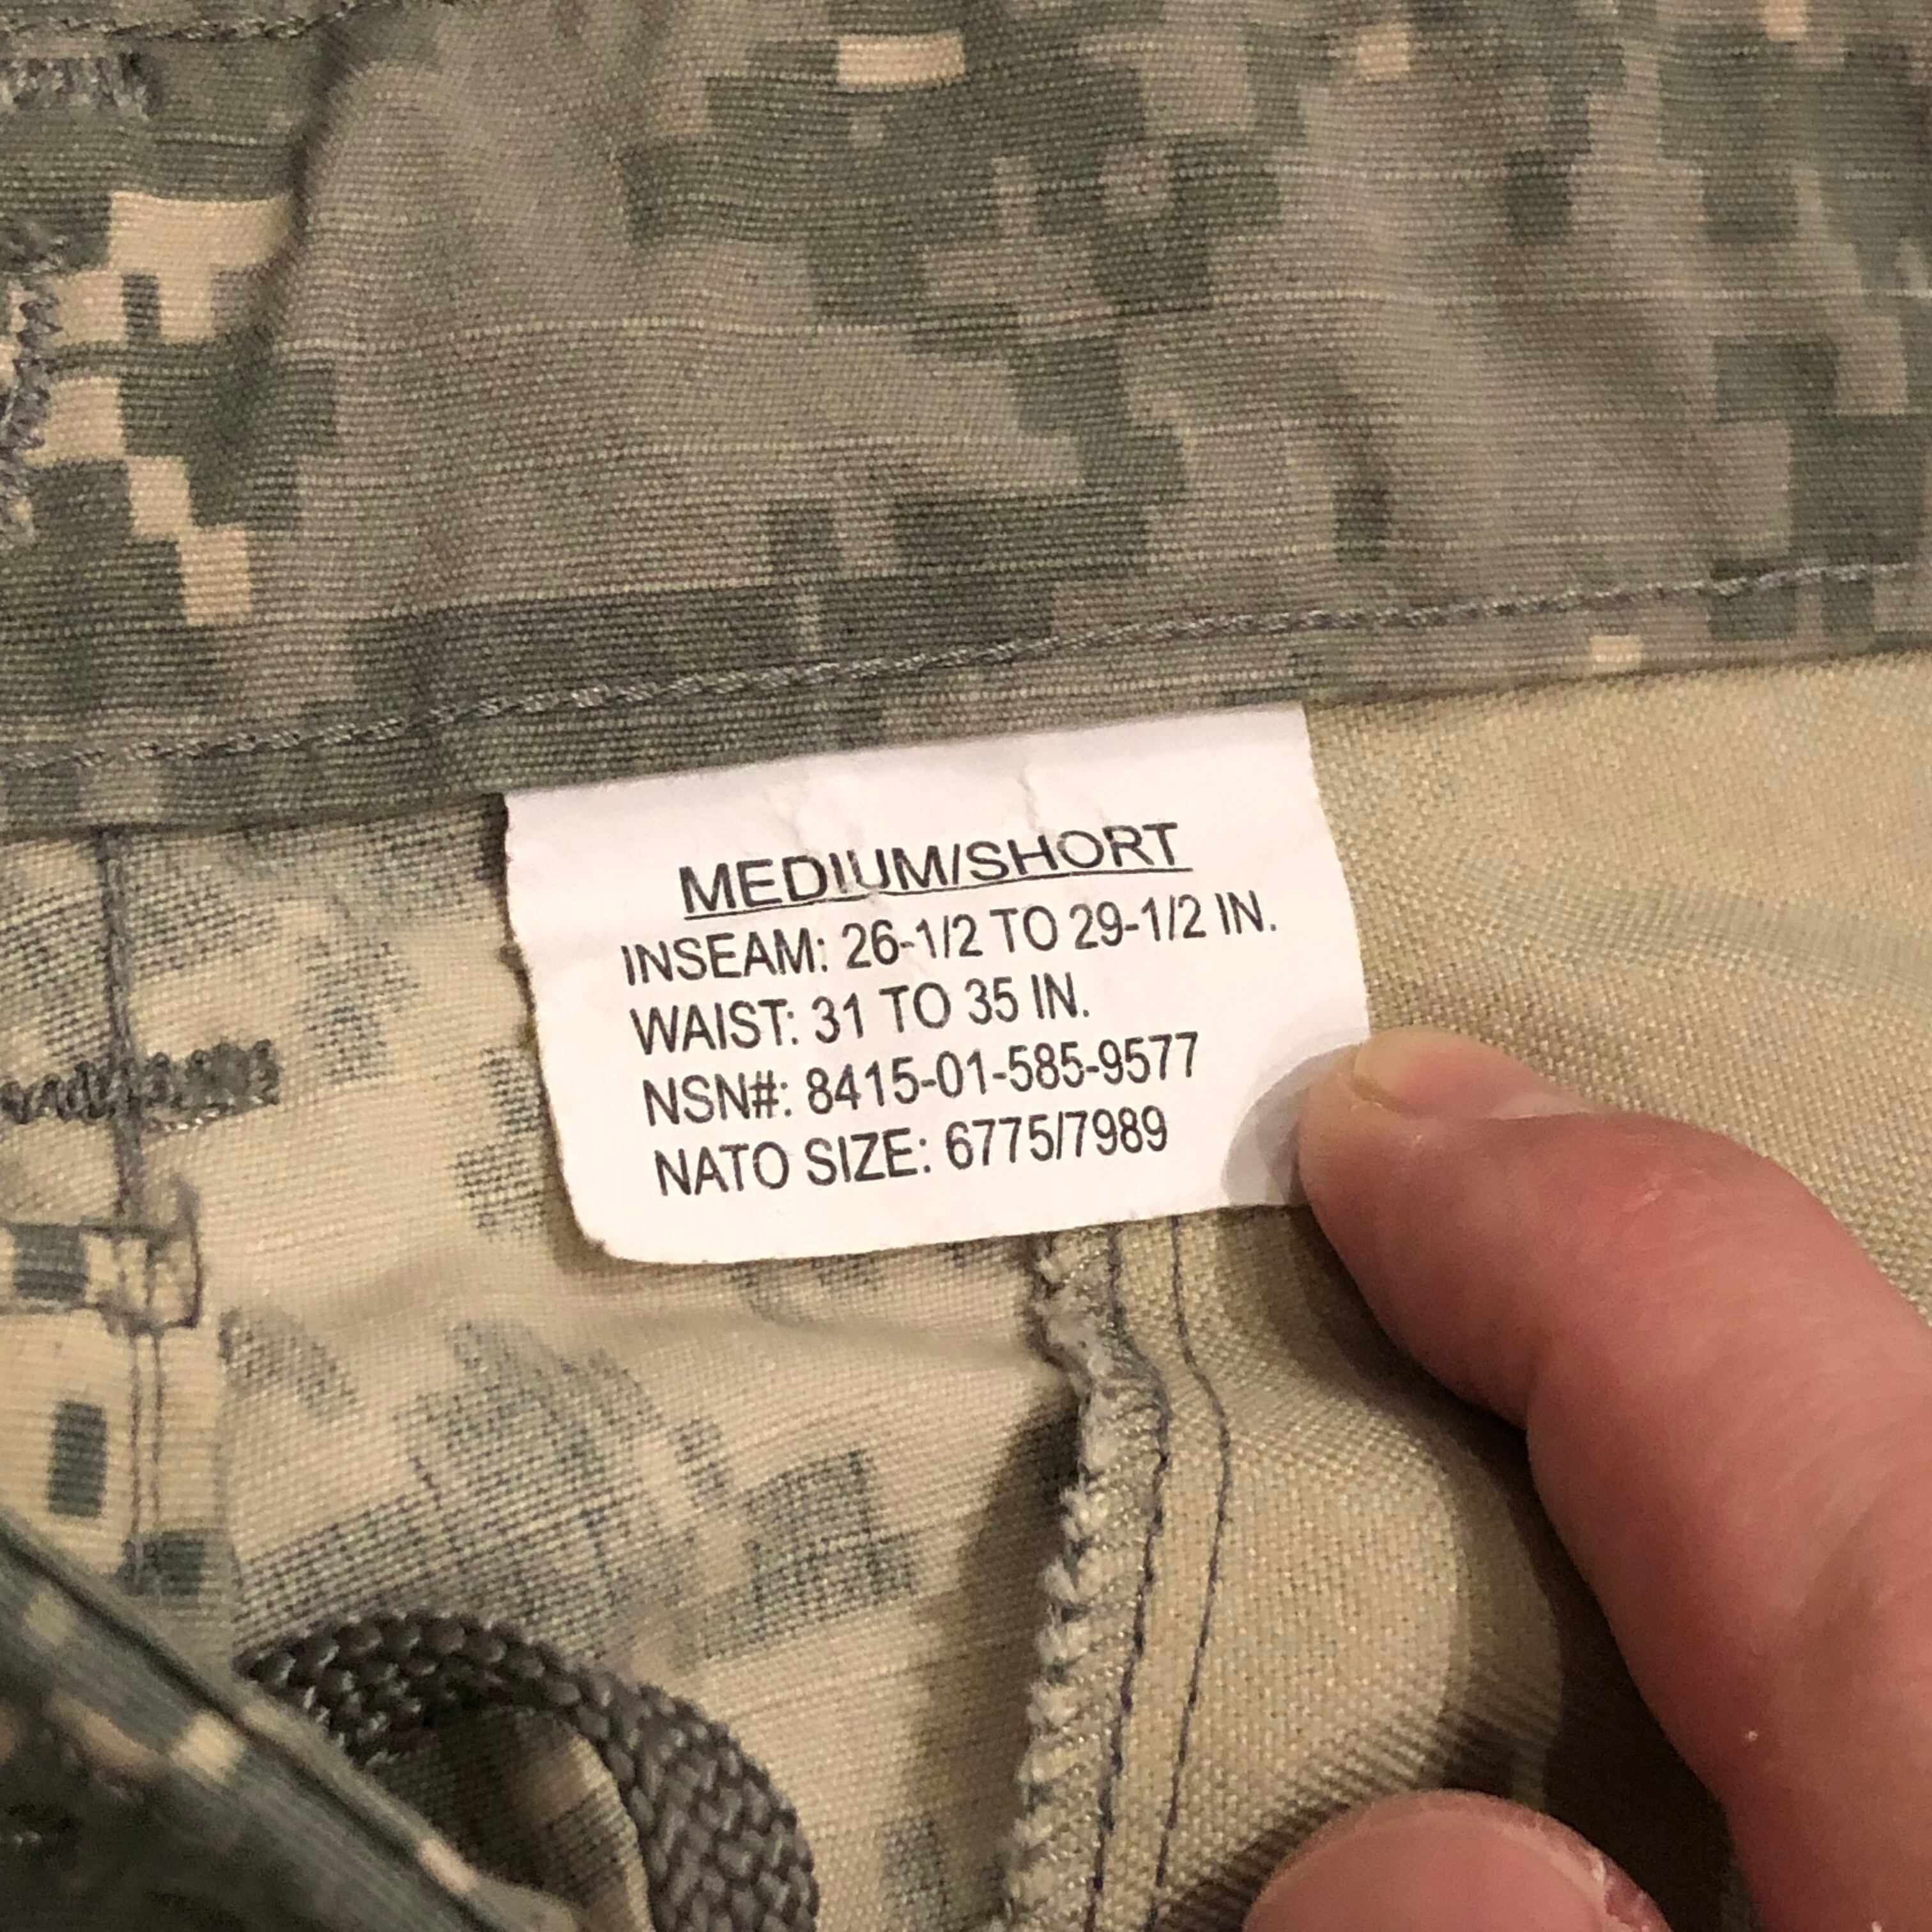 MEDIUM/SHORT
INSEAM: 26-1/2 TO 29-1/2 IN.
WAIST: 31 TO 35 IN.
NSN#: 8415-01-585-9577
NATO SIZE: 6775/7989